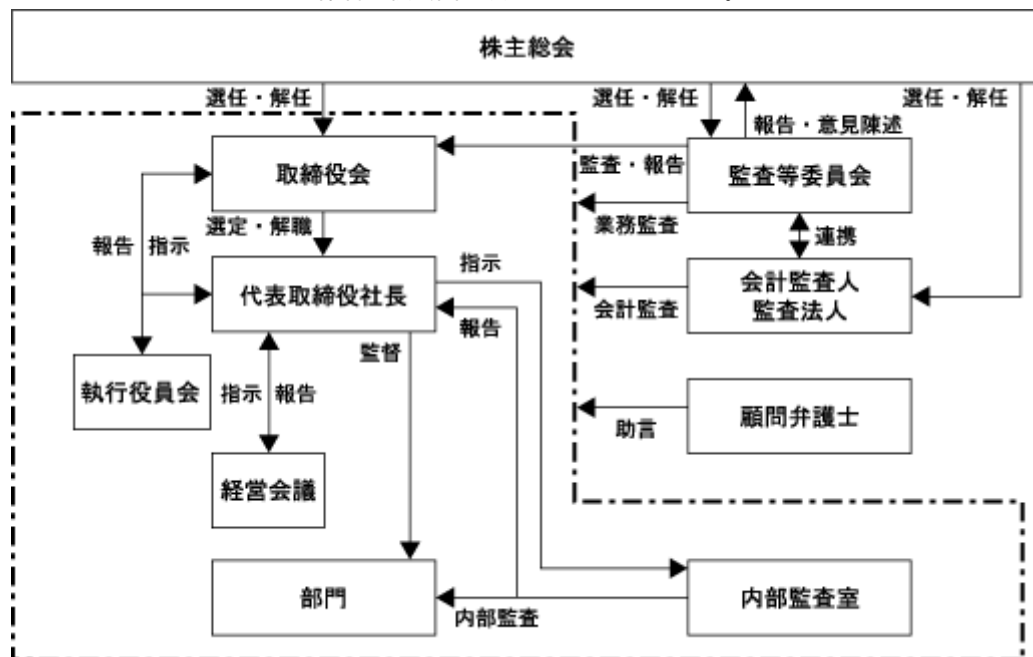 株主総会
選任・解任
選任・解任
選任・解任
報告・意見陳述
取締役会
監査・報告
監査等委員会
選定・解職
業務監査
報告
指示
連携
指示
代表取締役社長
会計監査人
監査法人
報告
会計監査
監督
執行役員会
指示
報告
顧問弁護士
助言
経営会議
部門
内部監査
内部監査室